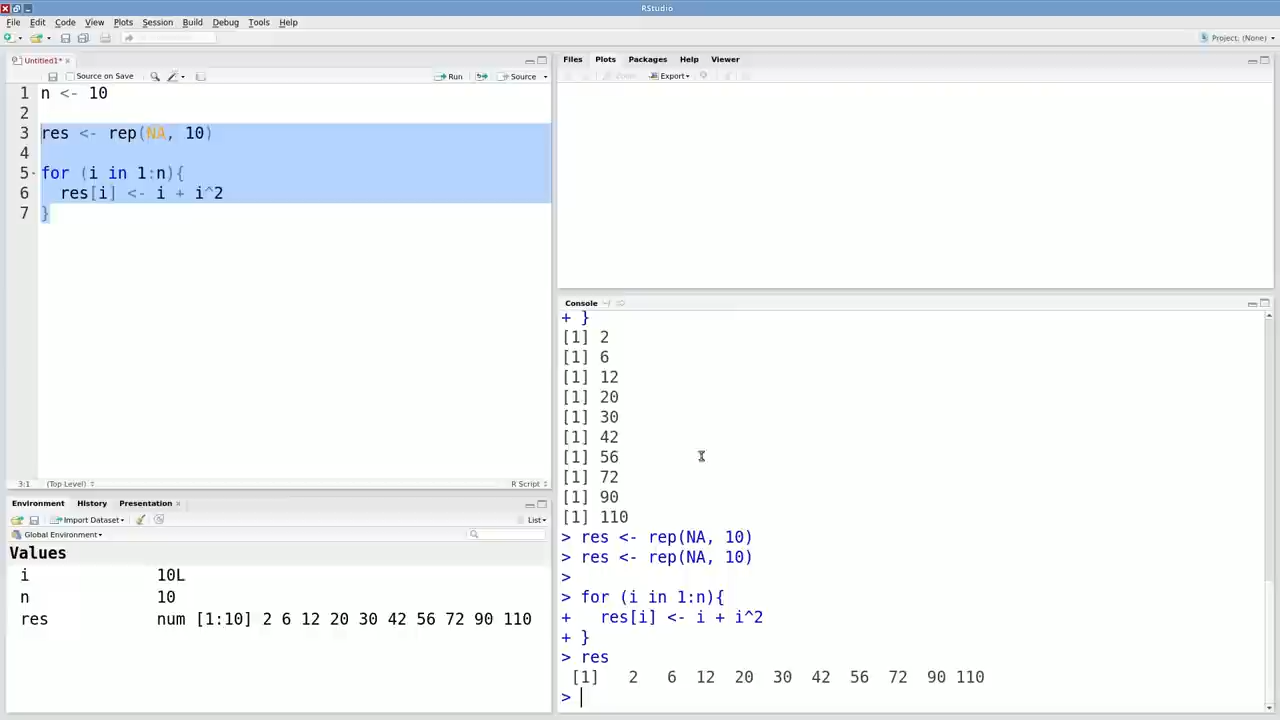 RStudio
File Edit Code View Plots Session Build Debug Tools Help
Project: (None)
Untitled1*
Source on Save Run Source
1 n <- 10
2
3 res <- rep(NA, 10)
4
5 for (i in 1:n){
6 res[i] <- i + i^2
7 }
3:1 (Top Level) R Script
Environment History Presentation
Import Dataset List
Global Environment
Values
i 10L
n 10
res num [1:10] 2 6 12 20 30 42 56 72 90 110
Files Plots Packages Help Viewer
Zoom Export
Console ~/
+ }
[1] 2
[1] 6
[1] 12
[1] 20
[1] 30
[1] 42
[1] 56
[1] 72
[1] 90
[1] 110
> res <- rep(NA, 10)
> res <- rep(NA, 10)
>
> for (i in 1:n){
+ res[i] <- i + i^2
+ }
> res
[1] 2 6 12 20 30 42 56 72 90 110
>